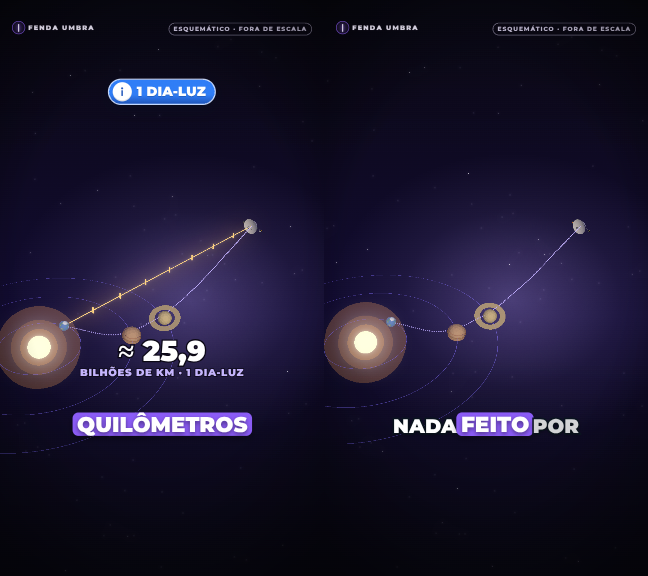 FENDA UMBRA
ESQUEMÁTICO · FORA DE ESCALA
i 1 DIA-LUZ
≈ 25,9
BILHÕES DE KM · 1 DIA-LUZ
QUILÔMETROS
FENDA UMBRA
ESQUEMÁTICO · FORA DE ESCALA
NADA FEITO POR